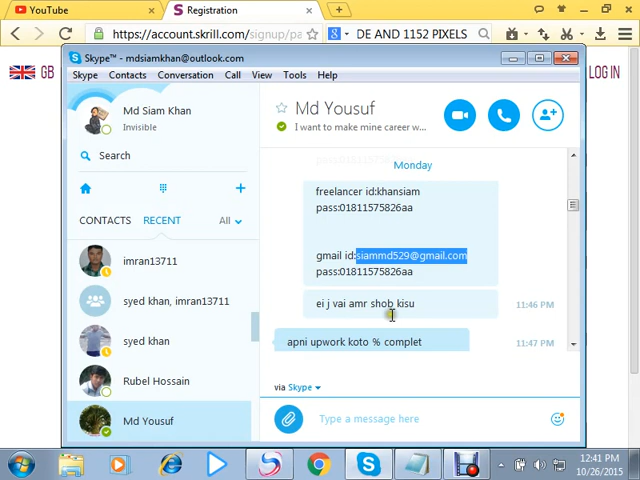 YouTube
Registration
https://account.skrill.com/signup/pa
DE AND 1152 PIXELS
GB
LOG IN
Skype™ - mdsiamkhan@outlook.com
Skype Contacts Conversation Call View Tools Help
Md Siam Khan
Invisible
Search
CONTACTS RECENT All
imran13711
syed khan, imran13711
syed khan
Rubel Hossain
Md Yousuf
Md Yousuf
I want to make mine career w...
Monday
freelancer id:khansiam
pass:01811575826aa
gmail id:siammd529@gmail.com
pass:01811575826aa
ei j vai amr shob kisu
11:46 PM
apni upwork koto % complet
11:47 PM
via Skype
Type a message here
12:41 PM
10/26/2015